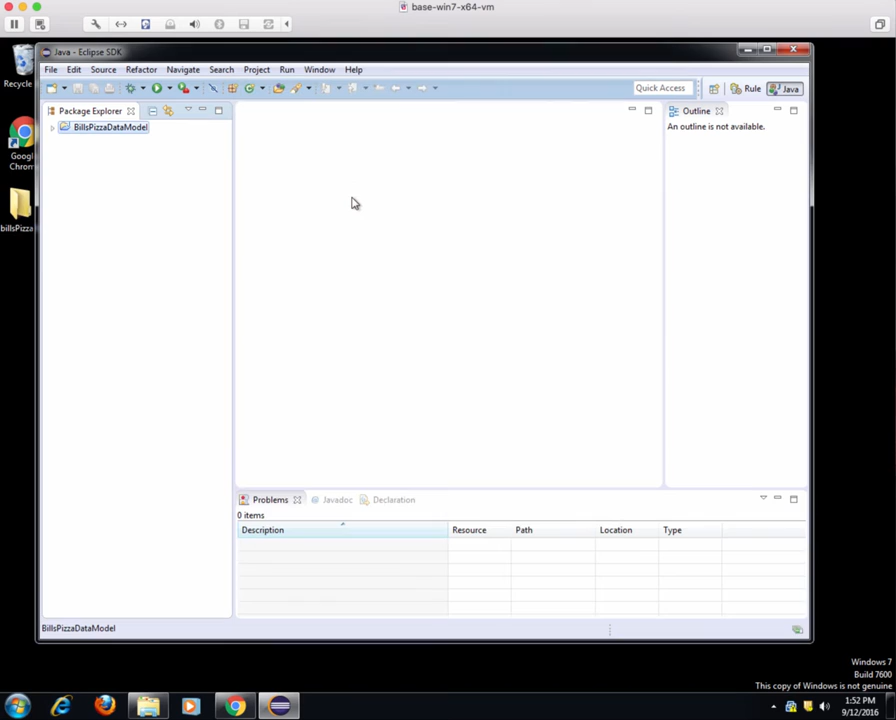 base-win7-x64-vm
Java - Eclipse SDK
File Edit Source Refactor Navigate Search Project Run Window Help
Quick Access
Rule
Java
Recycle
Package Explorer
Outline
BillsPizzaDataModel
An outline is not available.
Googl
Chrom
billsPizza
Problems
Javadoc
Declaration
0 items
Description Resource Path Location Type
BillsPizzaDataModel
Windows 7
Build 7600
This copy of Windows is not genuine
1:52 PM
9/12/2016